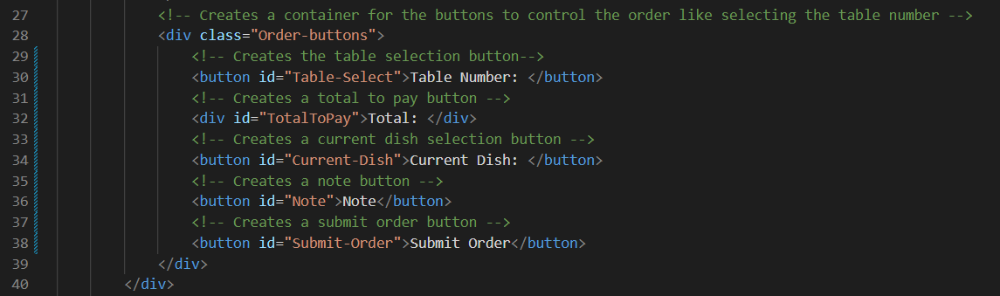 27 <!-- Creates a container for the buttons to control the order like selecting the table number -->
28 <div class="Order-buttons">
29 <!-- Creates the table selection button-->
30 <button id="Table-Select">Table Number: </button>
31 <!-- Creates a total to pay button -->
32 <div id="TotalToPay">Total: </div>
33 <!-- Creates a current dish selection button -->
34 <button id="Current-Dish">Current Dish: </button>
35 <!-- Creates a note button -->
36 <button id="Note">Note</button>
37 <!-- Creates a submit order button -->
38 <button id="Submit-Order">Submit Order</button>
39 </div>
40 </div>